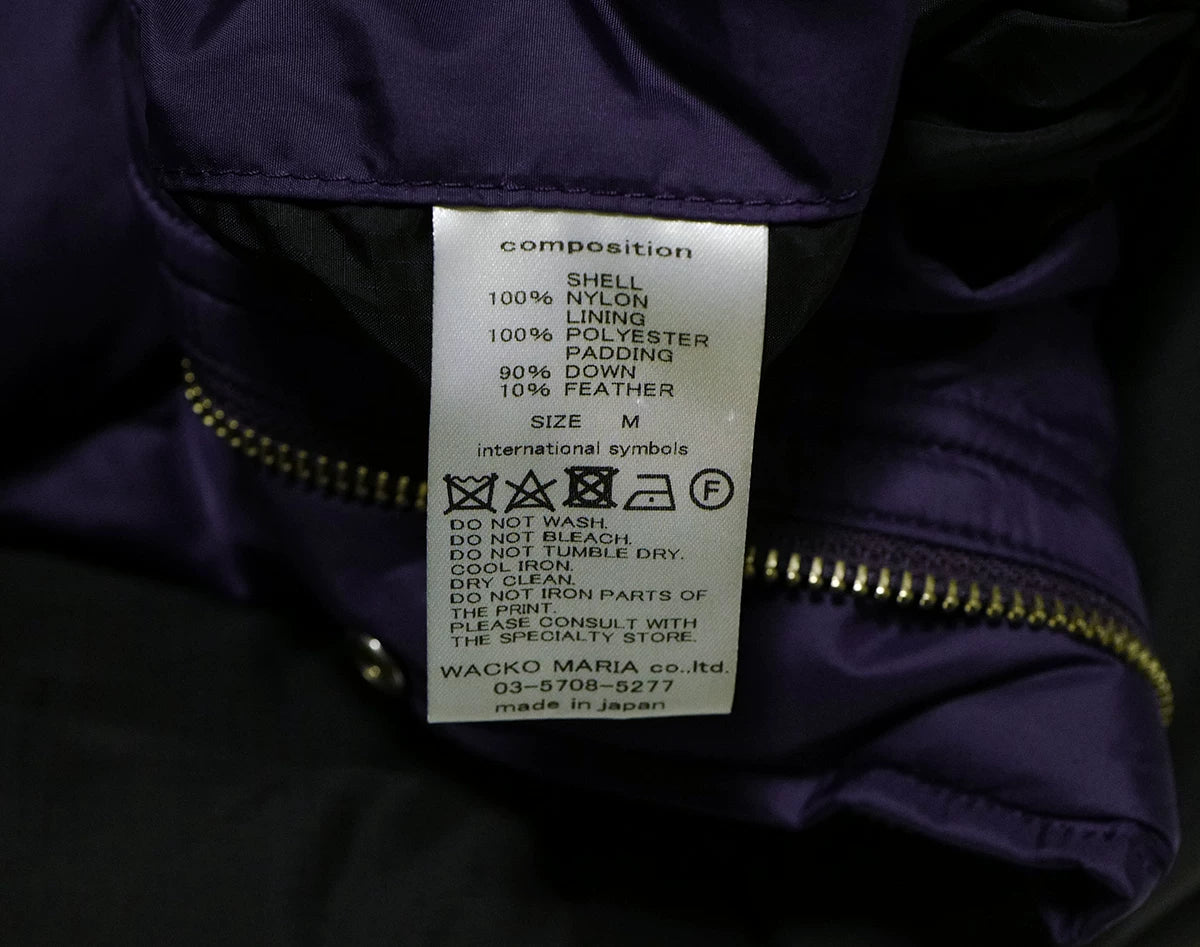 composition
SHELL
100% NYLON
LINING
100% POLYESTER
PADDING
90% DOWN
10% FEATHER
SIZE M
international symbols
F
DO NOT WASH.
DO NOT BLEACH.
DO NOT TUMBLE DRY.
COOL IRON.
DRY CLEAN.
DO NOT IRON PARTS OF
THE PRINT.
PLEASE CONSULT WITH
THE SPECIALTY STORE.
WACKO MARIA co.,ltd.
03-5708-5277
made in japan